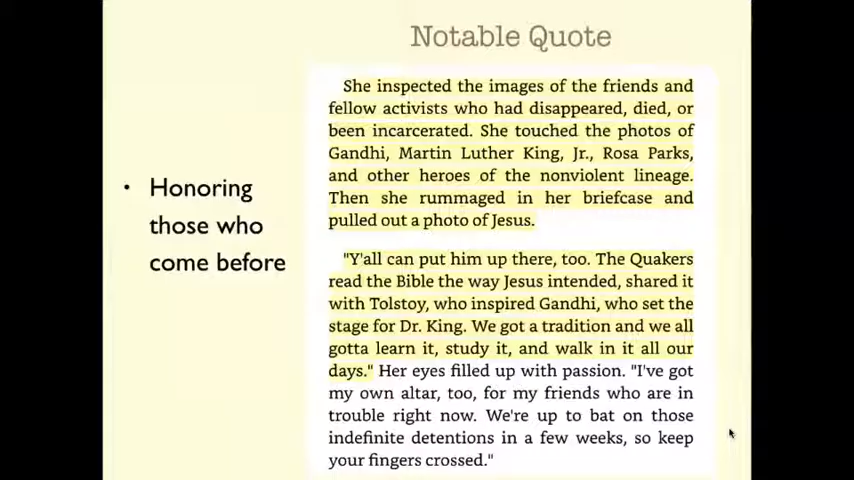 Notable Quote
• Honoring
those who
come before
She inspected the images of the friends and
fellow activists who had disappeared, died, or
been incarcerated. She touched the photos of
Gandhi, Martin Luther King, Jr., Rosa Parks,
and other heroes of the nonviolent lineage.
Then she rummaged in her briefcase and
pulled out a photo of Jesus.
"Y'all can put him up there, too. The Quakers
read the Bible the way Jesus intended, shared it
with Tolstoy, who inspired Gandhi, who set the
stage for Dr. King. We got a tradition and we all
gotta learn it, study it, and walk in it all our
days." Her eyes filled up with passion. "I've got
my own altar, too, for my friends who are in
trouble right now. We're up to bat on those
indefinite detentions in a few weeks, so keep
your fingers crossed."